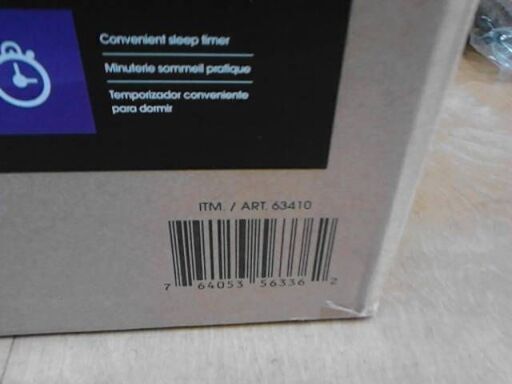 Convenient sleep timer
Minuterie sommeil pratique
Temporizador conveniente
para dormir
ITM. / ART. 63410
7 64053 56336 2